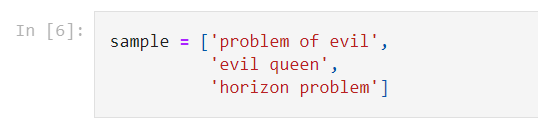 In [6]: sample = ['problem of evil',
'evil queen',
'horizon problem']